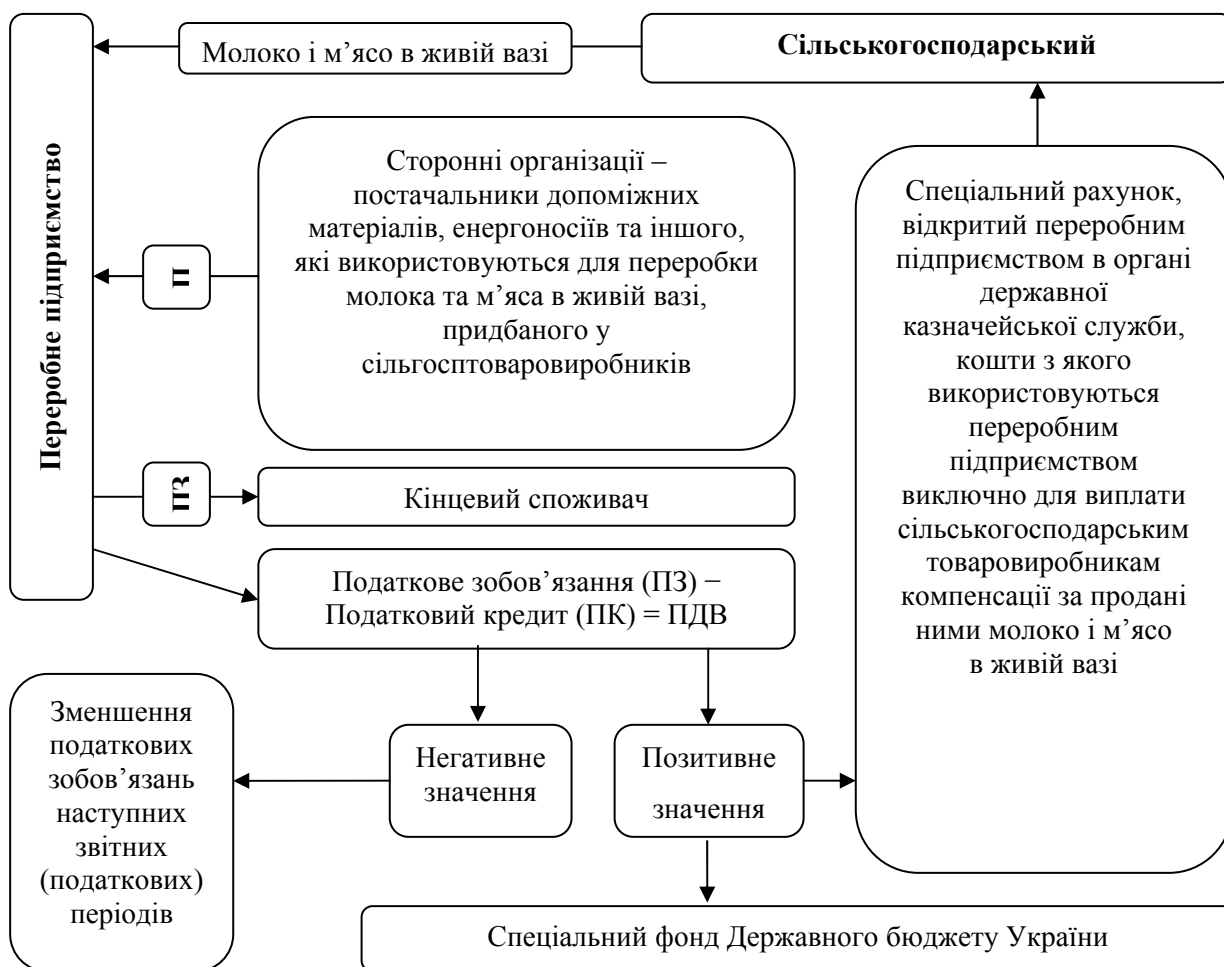 Молоко і м’ясо в живій вазі
Сільськогосподарський
Переробне підприємство
Сторонні організації –
постачальники допоміжних
матеріалів, енергоносіїв та іншого,
які використовуються для переробки
молока та м’яса в живій вазі,
придбаного у
сільгосптоваровиробників
Спеціальний рахунок,
відкритий переробним
підприємством в органі
державної
казначейської служби,
кошти з якого
використовуються
переробним
підприємством
виключно для виплати
сільськогосподарським
товаровиробникам
компенсації за продані
ними молоко і м’ясо
в живій вазі
ПЗ
Кінцевий споживач
Податкове зобов’язання (ПЗ) −
Податковий кредит (ПК) = ПДВ
Зменшення
податкових
зобов’язань
наступних
звітних
(податкових)
періодів
Негативне
значення
Позитивне
значення
Спеціальний фонд Державного бюджету України